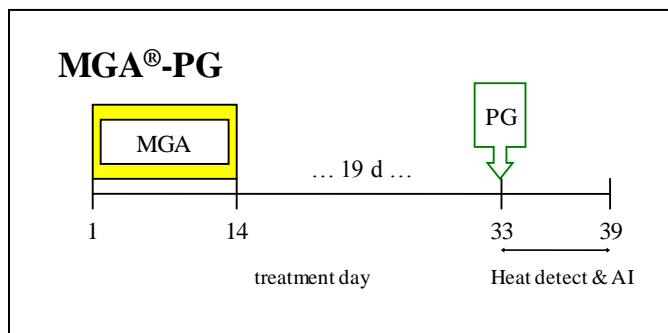 MGA®-PG
PG
MGA
... 19 d ...
1 14 33 39
treatment day Heat detect & AI